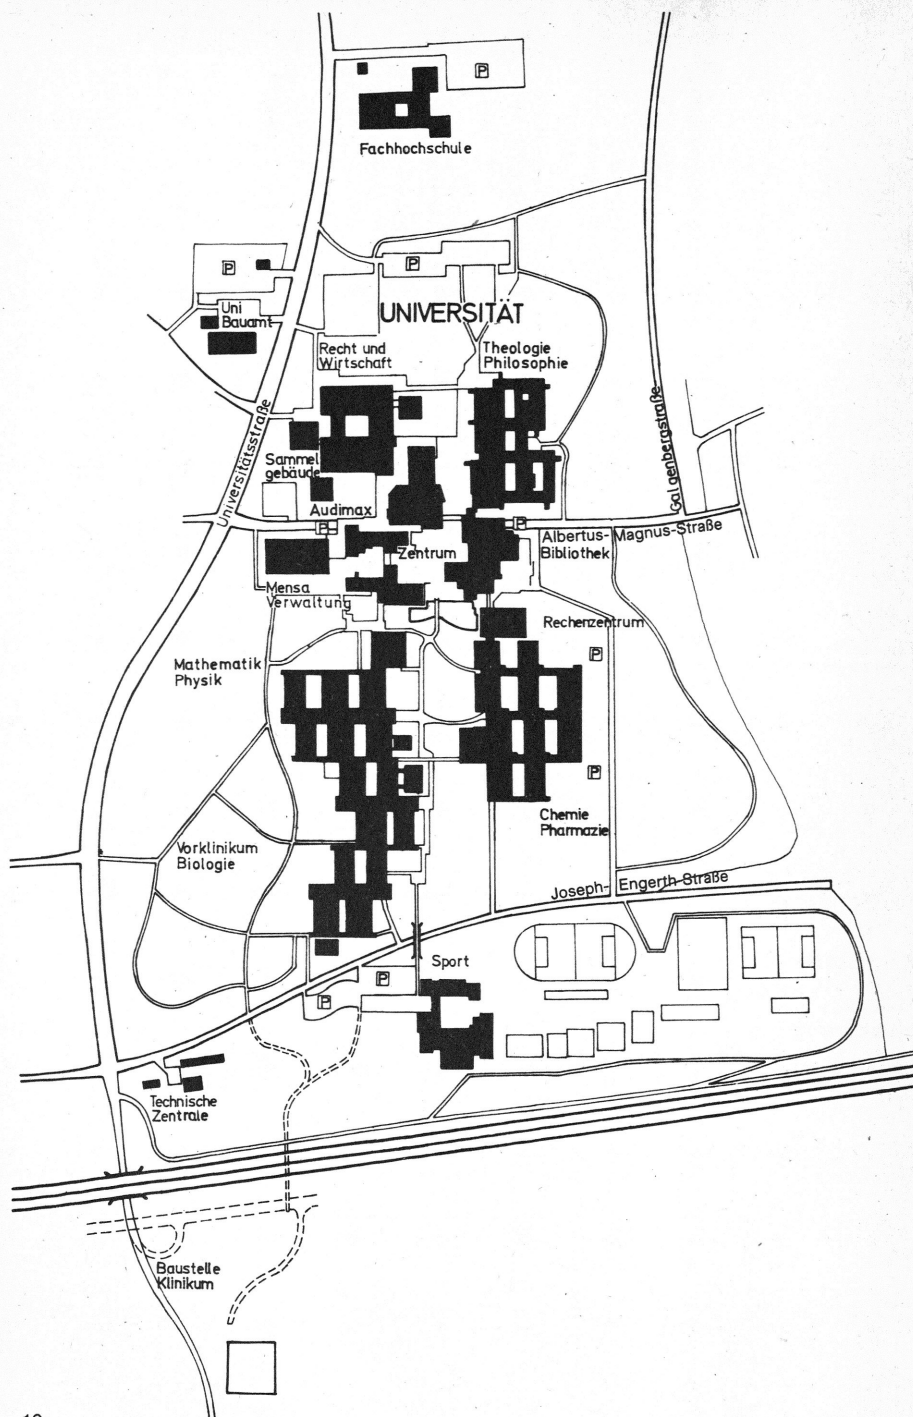 P
Fachhochschule
P
P
UNIVERSITÄT
Uni
Bauamt
Recht und
Wirtschaft
Theologie
Philosophie
Universitätsstraße
Galgenbergstraße
Sammel
gebäude
Audimax
P
P
Zentrum
Albertus-Magnus-Straße
Bibliothek
Mensa
Verwaltung
Rechenzentrum
P
Mathematik
Physik
P
Chemie
Pharmazie
Vorklinikum
Biologie
Joseph-Engerth-Straße
Sport
P
P
Technische
Zentrale
Baustelle
Klinikum